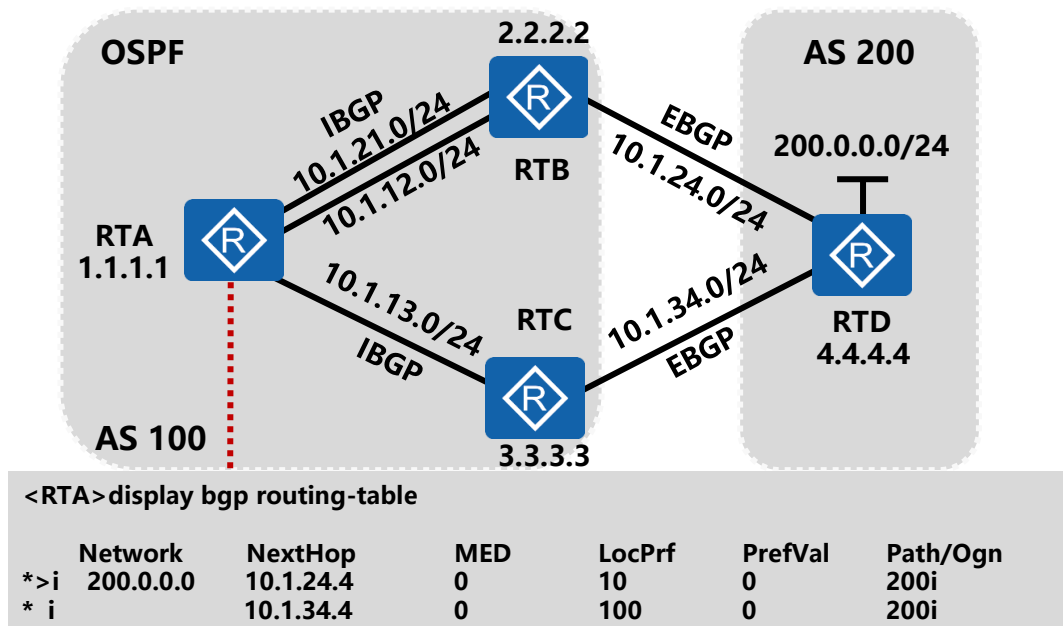 OSPF
2.2.2.2
AS 200
IBGP
10.1.21.0/24
10.1.12.0/24
R
RTB
EBGP
10.1.24.0/24
200.0.0.0/24
RTA
1.1.1.1
R
R
RTD
4.4.4.4
10.1.13.0/24
IBGP
RTC
R
10.1.34.0/24
EBGP
AS 100
3.3.3.3
<RTA>display bgp routing-table
Network NextHop MED LocPrf PrefVal Path/Ogn
*>i 200.0.0.0 10.1.24.4 0 10 0 200i
* i 10.1.34.4 0 100 0 200i